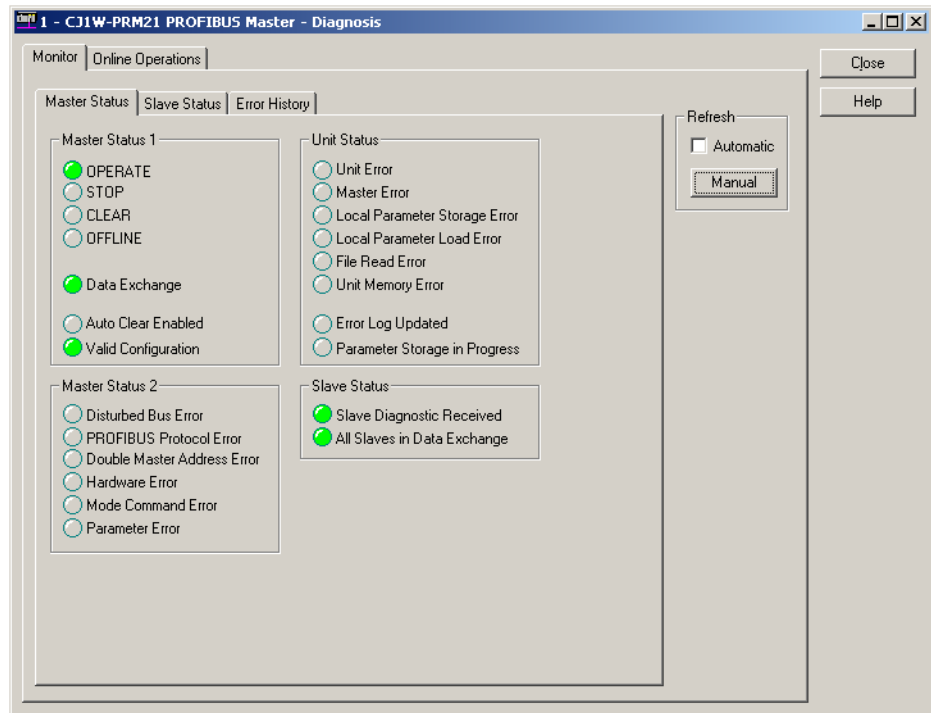 1 - CJ1W-PRM21 PROFIBUS Master - Diagnosis
Monitor
Online Operations
Close
Help
Master Status
Slave Status
Error History
Refresh
Automatic
Manual
Master Status 1
OPERATE
STOP
CLEAR
OFFLINE
Data Exchange
Auto Clear Enabled
Valid Configuration
Unit Status
Unit Error
Master Error
Local Parameter Storage Error
Local Parameter Load Error
File Read Error
Unit Memory Error
Error Log Updated
Parameter Storage in Progress
Master Status 2
Disturbed Bus Error
PROFIBUS Protocol Error
Double Master Address Error
Hardware Error
Mode Command Error
Parameter Error
Slave Status
Slave Diagnostic Received
All Slaves in Data Exchange